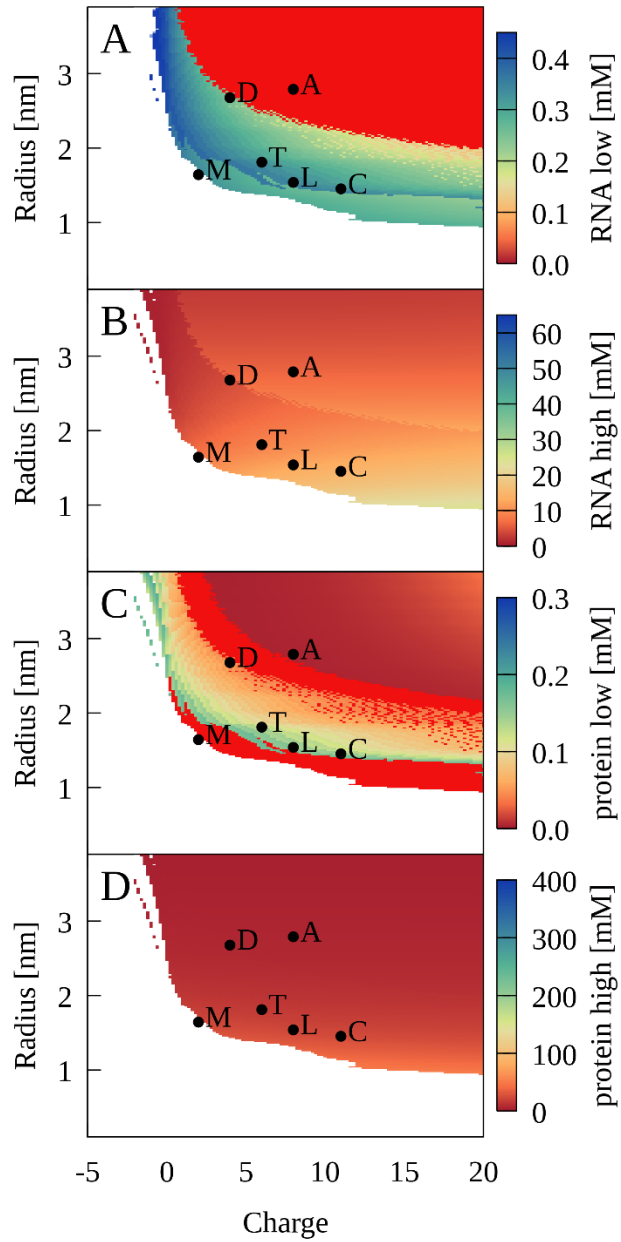 A
D
A
T
M
L
C
Radius [nm]
3
2
1
0.4
0.3
0.2
0.1
0.0
RNA low [mM]
B
D
A
T
M
L
C
Radius [nm]
3
2
1
60
50
40
30
20
10
0
RNA high [mM]
C
D
A
T
M
L
C
Radius [nm]
3
2
1
0.3
0.2
0.1
0.0
protein low [mM]
D
D
A
T
M
L
C
Radius [nm]
3
2
1
400
300
200
100
0
protein high [mM]
-5 0 5 10 15 20
Charge